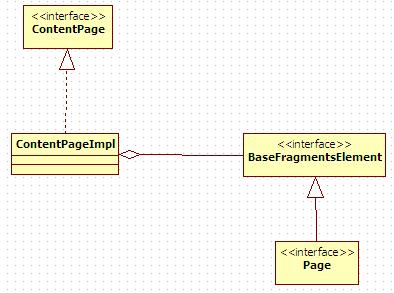 <<interface>>
ContentPage
ContentPageImpl
<<interface>>
BaseFragmentsElement
<<interface>>
Page